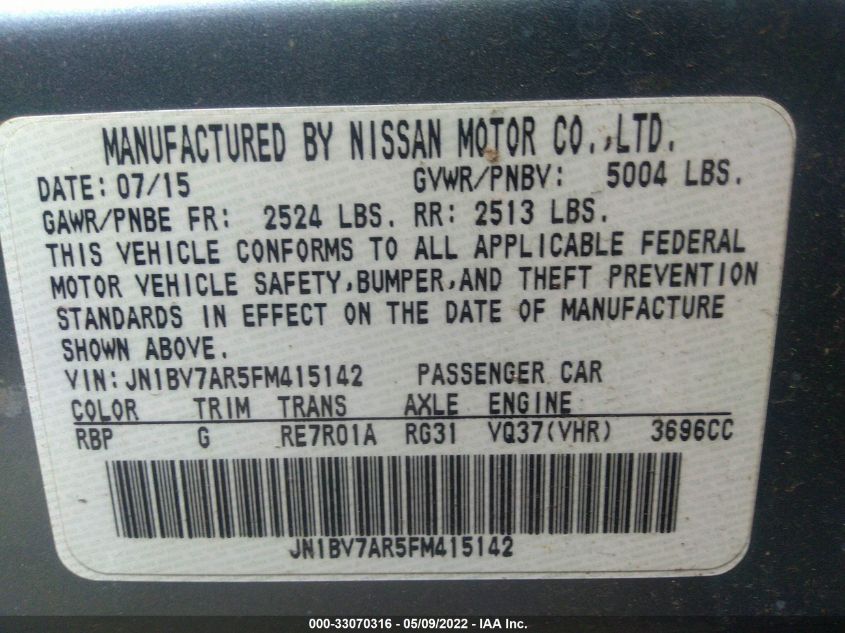 MANUFACTURED BY NISSAN MOTOR CO.,LTD.
DATE: 07/15 GVWR/PNBV: 5004 LBS.
GAWR/PNBE FR: 2524 LBS. RR: 2513 LBS.
THIS VEHICLE CONFORMS TO ALL APPLICABLE FEDERAL
MOTOR VEHICLE SAFETY,BUMPER,AND THEFT PREVENTION
STANDARDS IN EFFECT ON THE DATE OF MANUFACTURE
SHOWN ABOVE.
VIN: JN1BV7AR5FM415142 PASSENGER CAR
COLOR TRIM TRANS AXLE ENGINE
RBP G RE7R01A RG31 VQ37(VHR) 3696CC
JN1BV7AR5FM415142
000-33070316 - 05/09/2022 - IAA Inc.